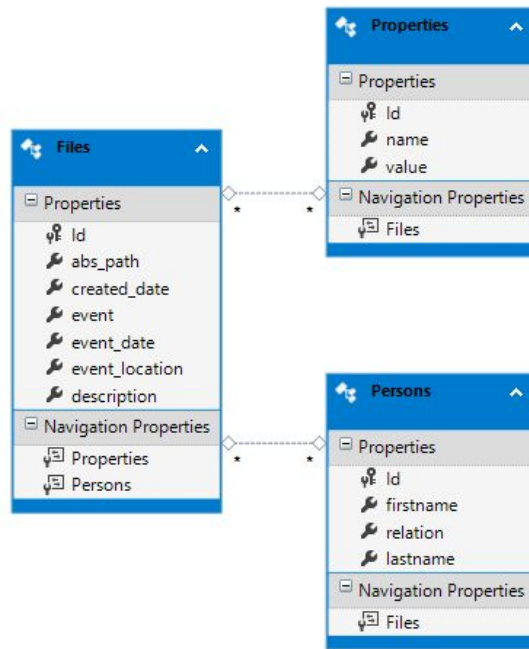 Files
Properties
Id
abs_path
created_date
event
event_date
event_location
description
Navigation Properties
Properties
Persons
* *
* *
Properties
Properties
Id
name
value
Navigation Properties
Files
Persons
Properties
Id
firstname
relation
lastname
Navigation Properties
Files